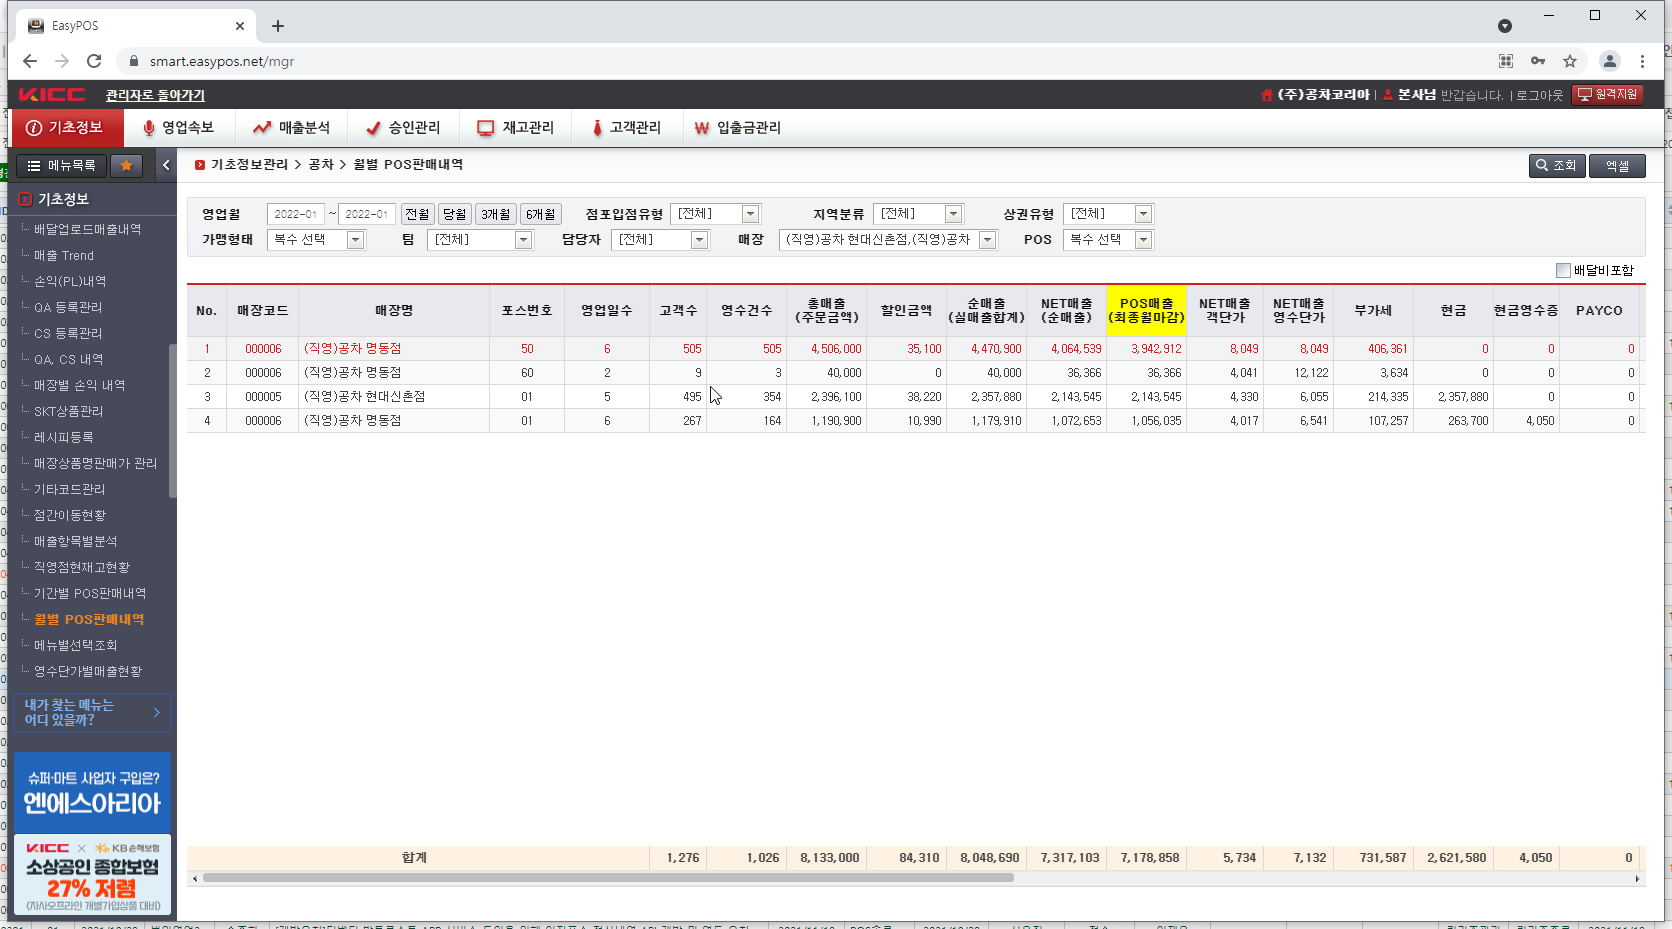 EasyPOS
smart.easypos.net/mgr
KICC 관리자로 돌아가기
(주)공차코리아 | 본사님 반갑습니다. | 로그아웃 원격지원
기초정보 영업속보 매출분석 승인관리 재고관리 고객관리 입출금관리
메뉴목록
기초정보관리 > 공차 > 월별 POS판매내역
조회 엑셀
기초정보
배달업로드매출내역
매출 Trend
손익(PL)내역
QA 등록관리
CS 등록관리
QA, CS 내역
매장별 손익 내역
SKT상품관리
레시피등록
매장상품명판매가 관리
기타코드관리
점간이동현황
매출항목별분석
직영점현재고현황
기간별 POS판매내역
월별 POS판매내역
메뉴별선택조회
영수단가별매출현황
내가 찾는 메뉴는
어디 있을까?
슈퍼·마트 사업자 구입은?
엔에스아리아
KICC × KB손해보험
소상공인 종합보험
27% 저렴
(자사오프라인 개별가입상품 대비)
영업월 2022-01 ~ 2022-01 전월 당월 3개월 6개월 점포입점유형 [전체] 지역분류 [전체] 상권유형 [전체]
가맹형태 복수 선택 팀 [전체] 담당자 [전체] 매장 (직영)공차 현대신촌점,(직영)공차 POS 복수 선택
배달비포함
No. 매장코드 매장명 포스번호 영업일수 고객수 영수건수 총매출 (주문금액) 할인금액 순매출 (실매출합계) NET매출 (순매출) POS매출 (최종월마감) NET매출 객단가 NET매출 영수단가 부가세 현금 현금영수증 PAYCO
1 000006 (직영)공차 명동점 50 6 505 505 4,506,000 35,100 4,470,900 4,064,539 3,942,912 8,049 8,049 406,361 0 0 0
2 000006 (직영)공차 명동점 60 2 9 3 40,000 0 40,000 36,366 36,366 4,041 12,122 3,634 0 0 0
3 000005 (직영)공차 현대신촌점 01 5 495 354 2,396,100 38,220 2,357,880 2,143,545 2,143,545 4,330 6,055 214,335 2,357,880 0 0
4 000006 (직영)공차 명동점 01 6 267 164 1,190,900 10,990 1,179,910 1,072,653 1,056,035 4,017 6,541 107,257 263,700 4,050 0
합계 1,276 1,026 8,133,000 84,310 8,048,690 7,317,103 7,178,858 5,734 7,132 731,587 2,621,580 4,050 0